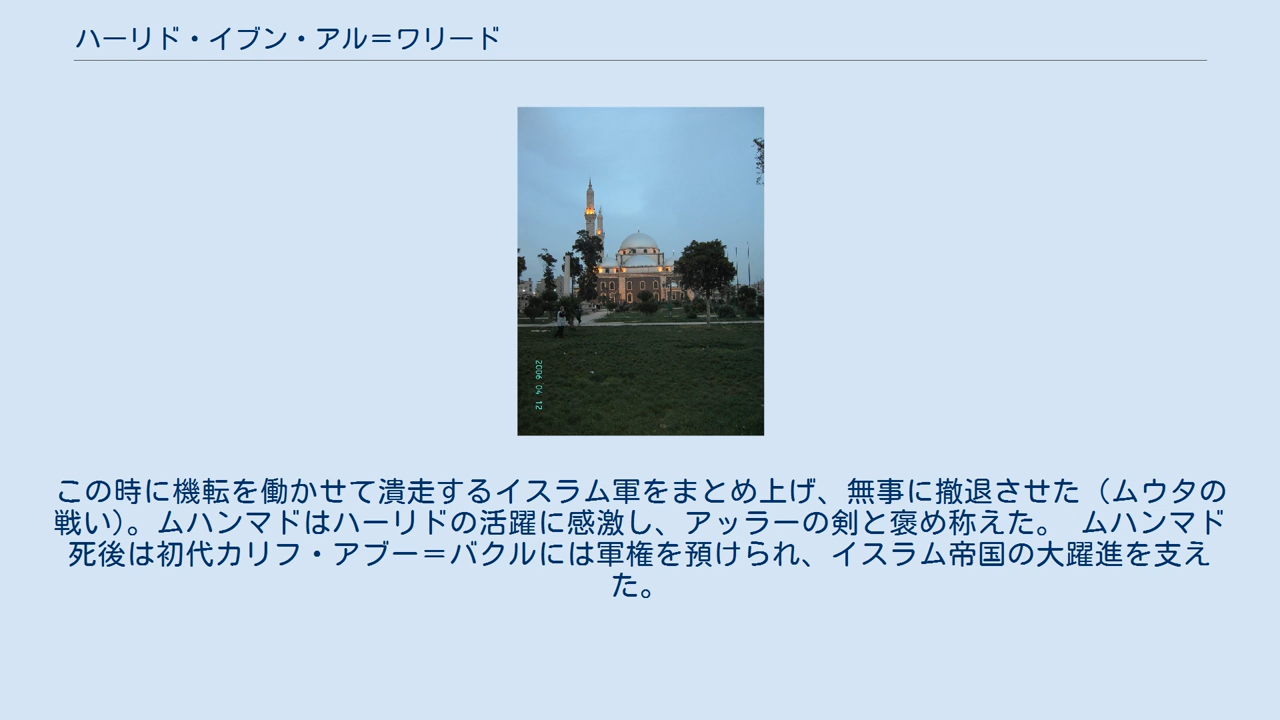 ハーリド・イブン・アル＝ワリード
2006 04 12
この時に機転を働かせて潰走するイスラム軍をまとめ上げ、無事に撤退させた（ムウタの
戦い）。ムハンマドはハーリドの活躍に感激し、アッラーの剣と褒め称えた。 ムハンマド
死後は初代カリフ・アブー＝バクルには軍権を預けられ、イスラム帝国の大躍進を支え
た。